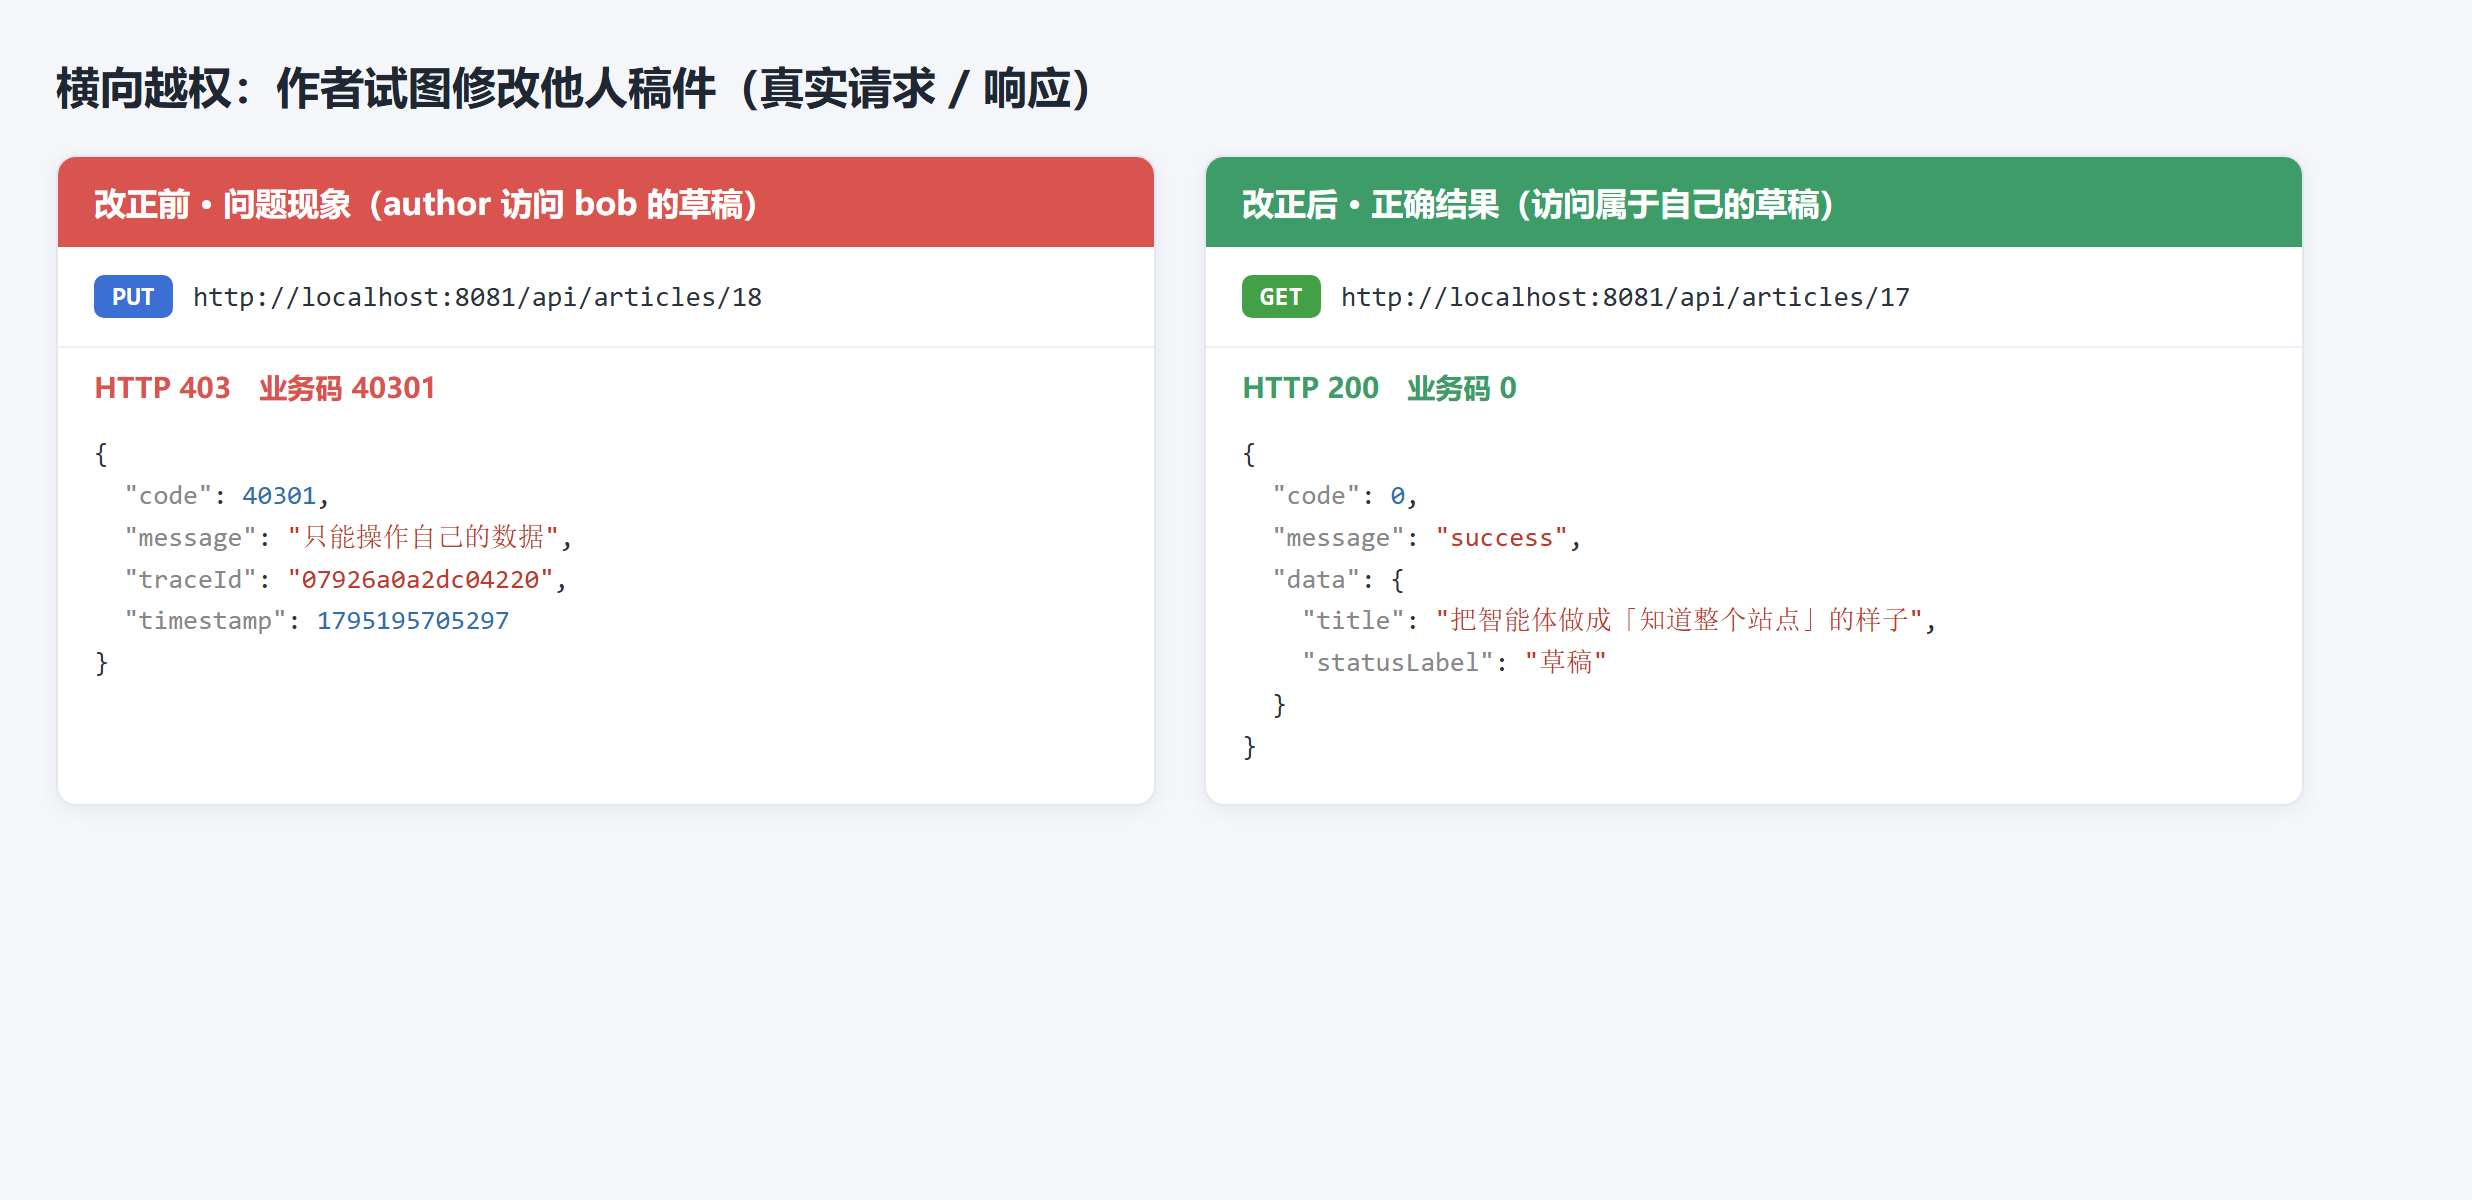 横向越权：作者试图修改他人稿件（真实请求 / 响应）
改正前 • 问题现象（author 访问 bob 的草稿）
PUT http://localhost:8081/api/articles/18
HTTP 403 业务码 40301
{
"code": 40301,
"message": "只能操作自己的数据",
"traceId": "07926a0a2dc04220",
"timestamp": 1795195705297
}
改正后 • 正确结果（访问属于自己的草稿）
GET http://localhost:8081/api/articles/17
HTTP 200 业务码 0
{
"code": 0,
"message": "success",
"data": {
"title": "把智能体做成「知道整个站点」的样子",
"statusLabel": "草稿"
}
}